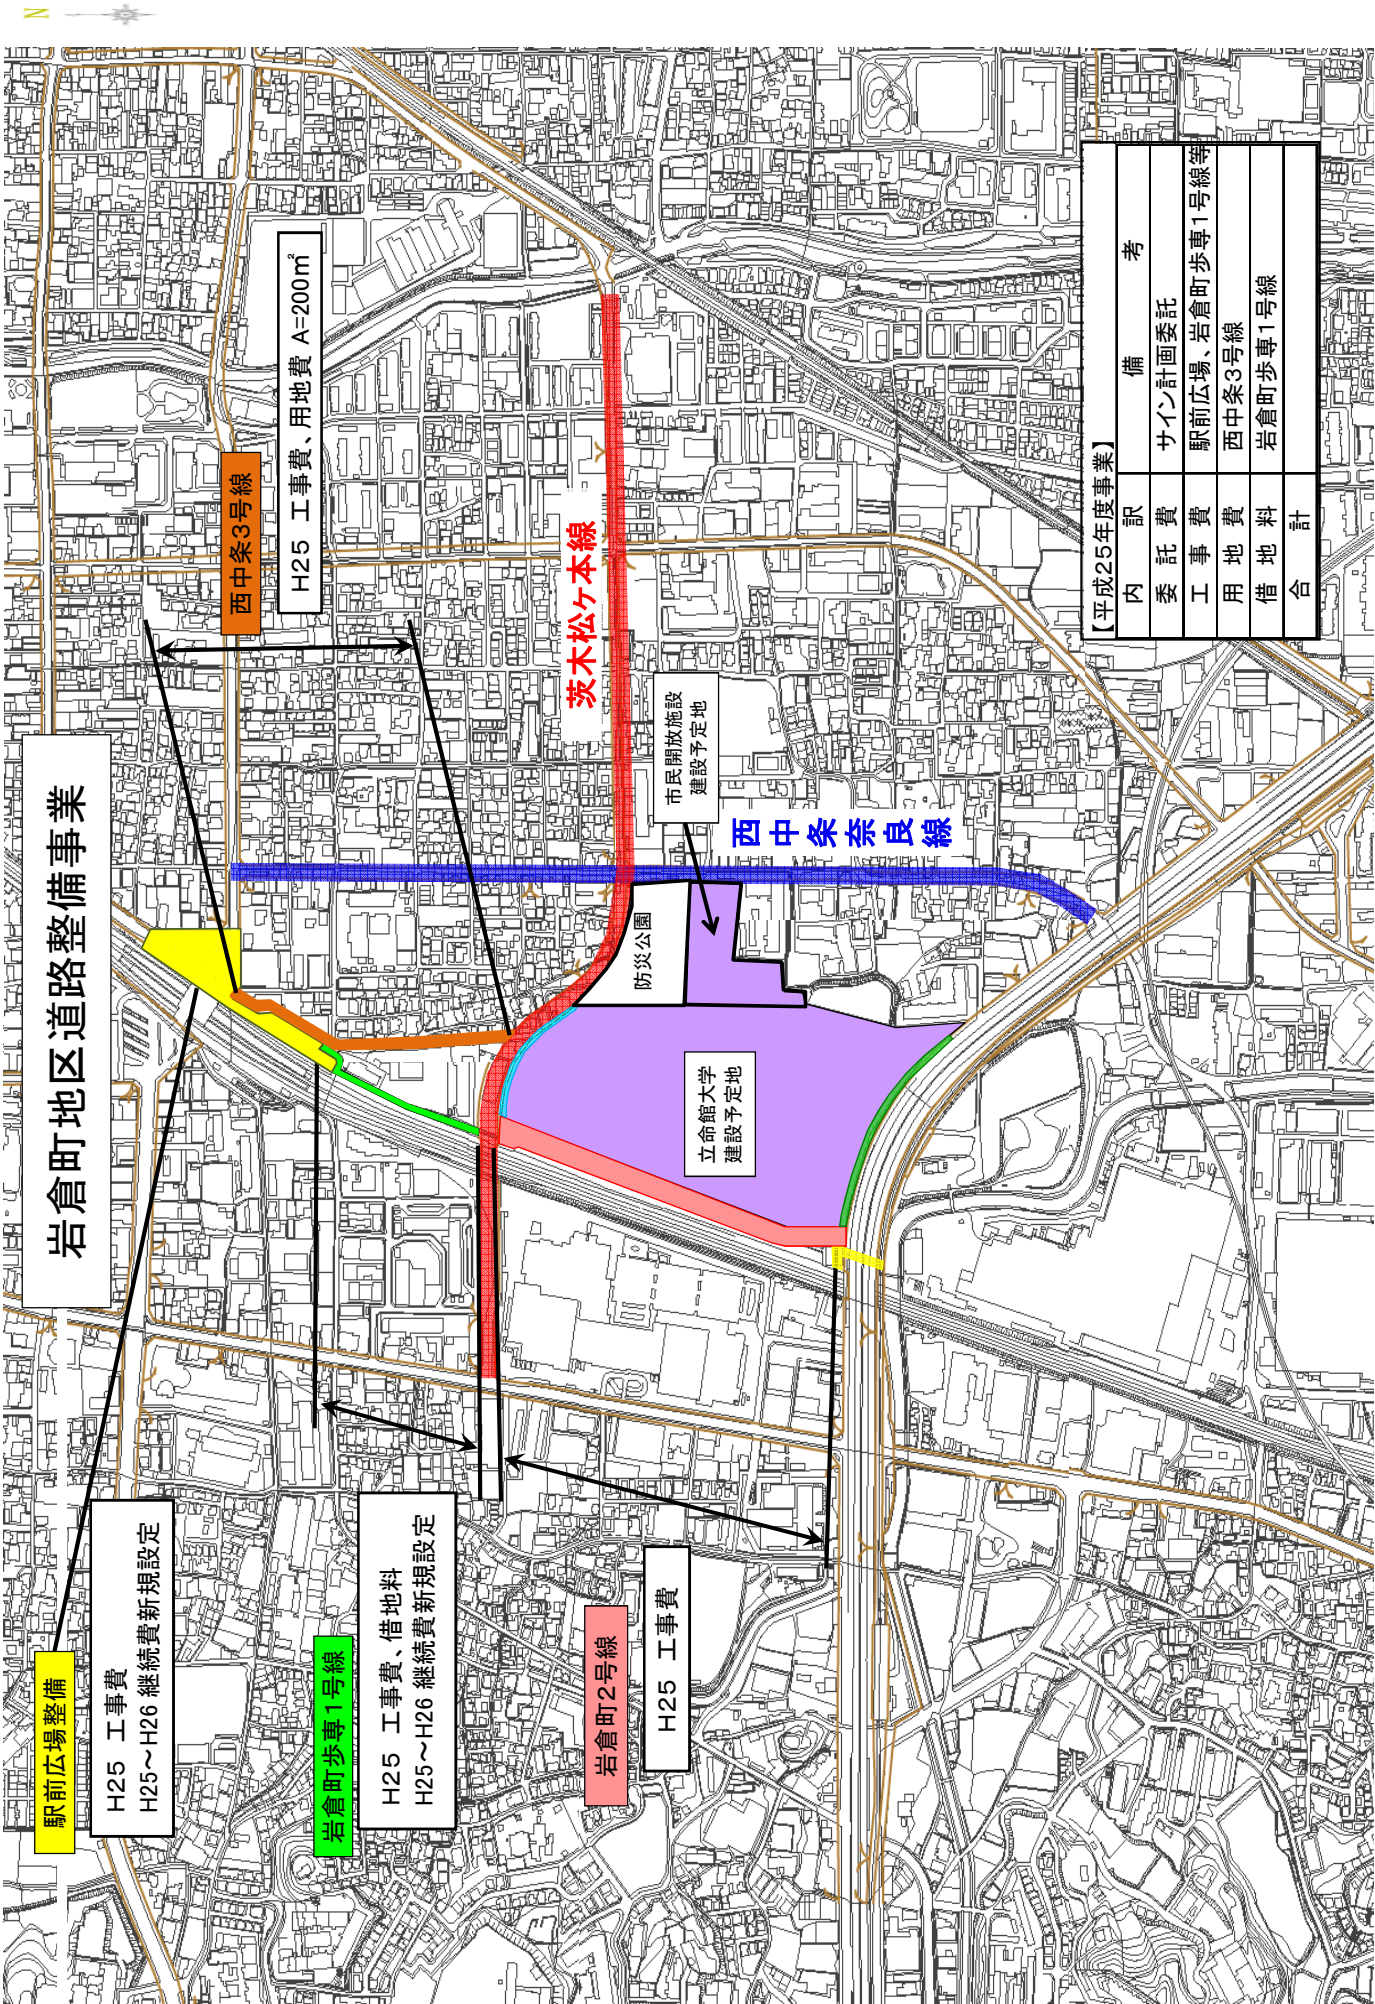 N
岩倉町地区道路整備事業
駅前広場整備
H25 工事費
H25～H26 継続費新規設定
岩倉町歩専1号線
H25 工事費、借地料
H25～H26 継続費新規設定
岩倉町2号線
H25 工事費
西中条3号線
H25 工事費、用地費 A=200㎡
茨木松ケ本線
市民開放施設
建設予定地
西中条奈良線
防災公園
立命館大学
建設予定地
【平成25年度事業】
内訳 備考
委託費 サイン計画委託
工事費 駅前広場、岩倉町歩専1号線等
用地費 西中条3号線
借地料 岩倉町歩専1号線
合計